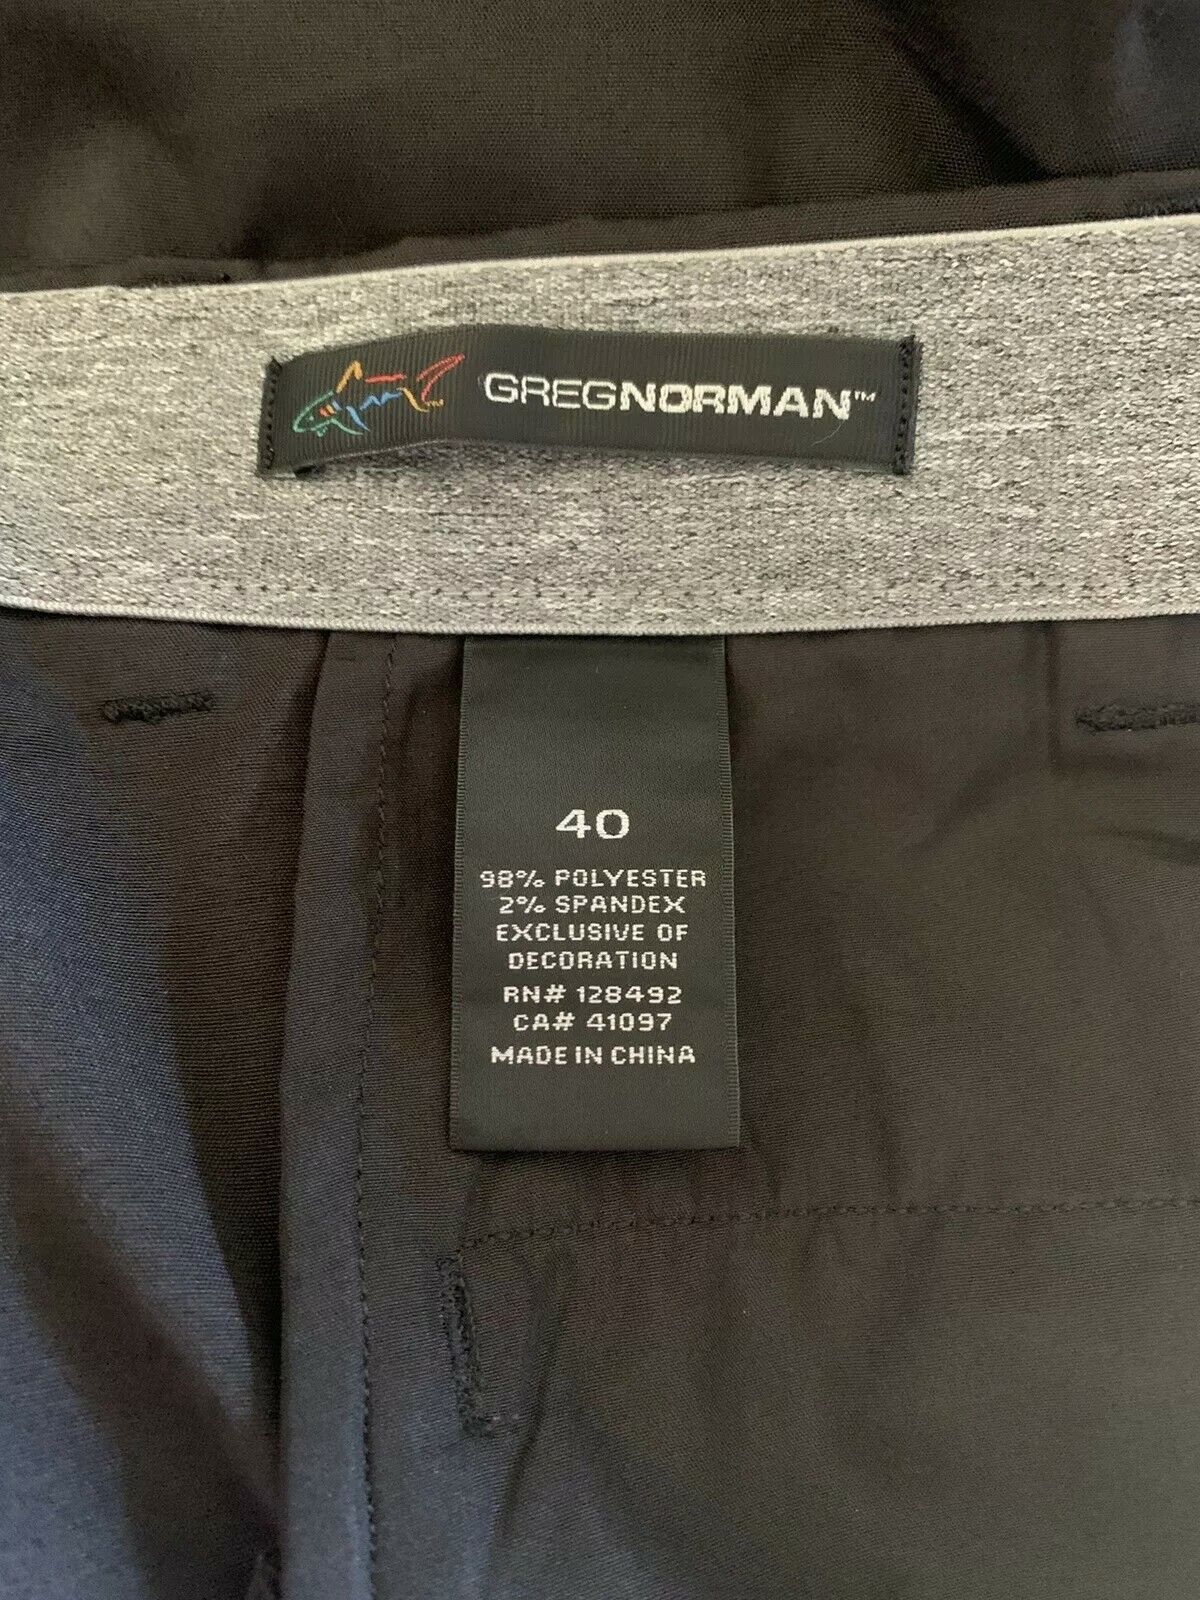 GREGNORMAN™
40
98% POLYESTER
2% SPANDEX
EXCLUSIVE OF
DECORATION
RN# 128492
CA# 41097
MADE IN CHINA